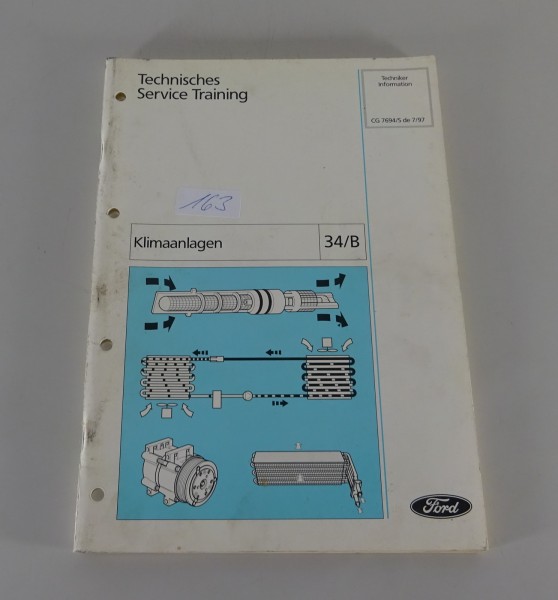 Technisches
Service Training
Techniker
Information
CG 7694/S de 7/97
163
Klimaanlagen
34/B
Ford